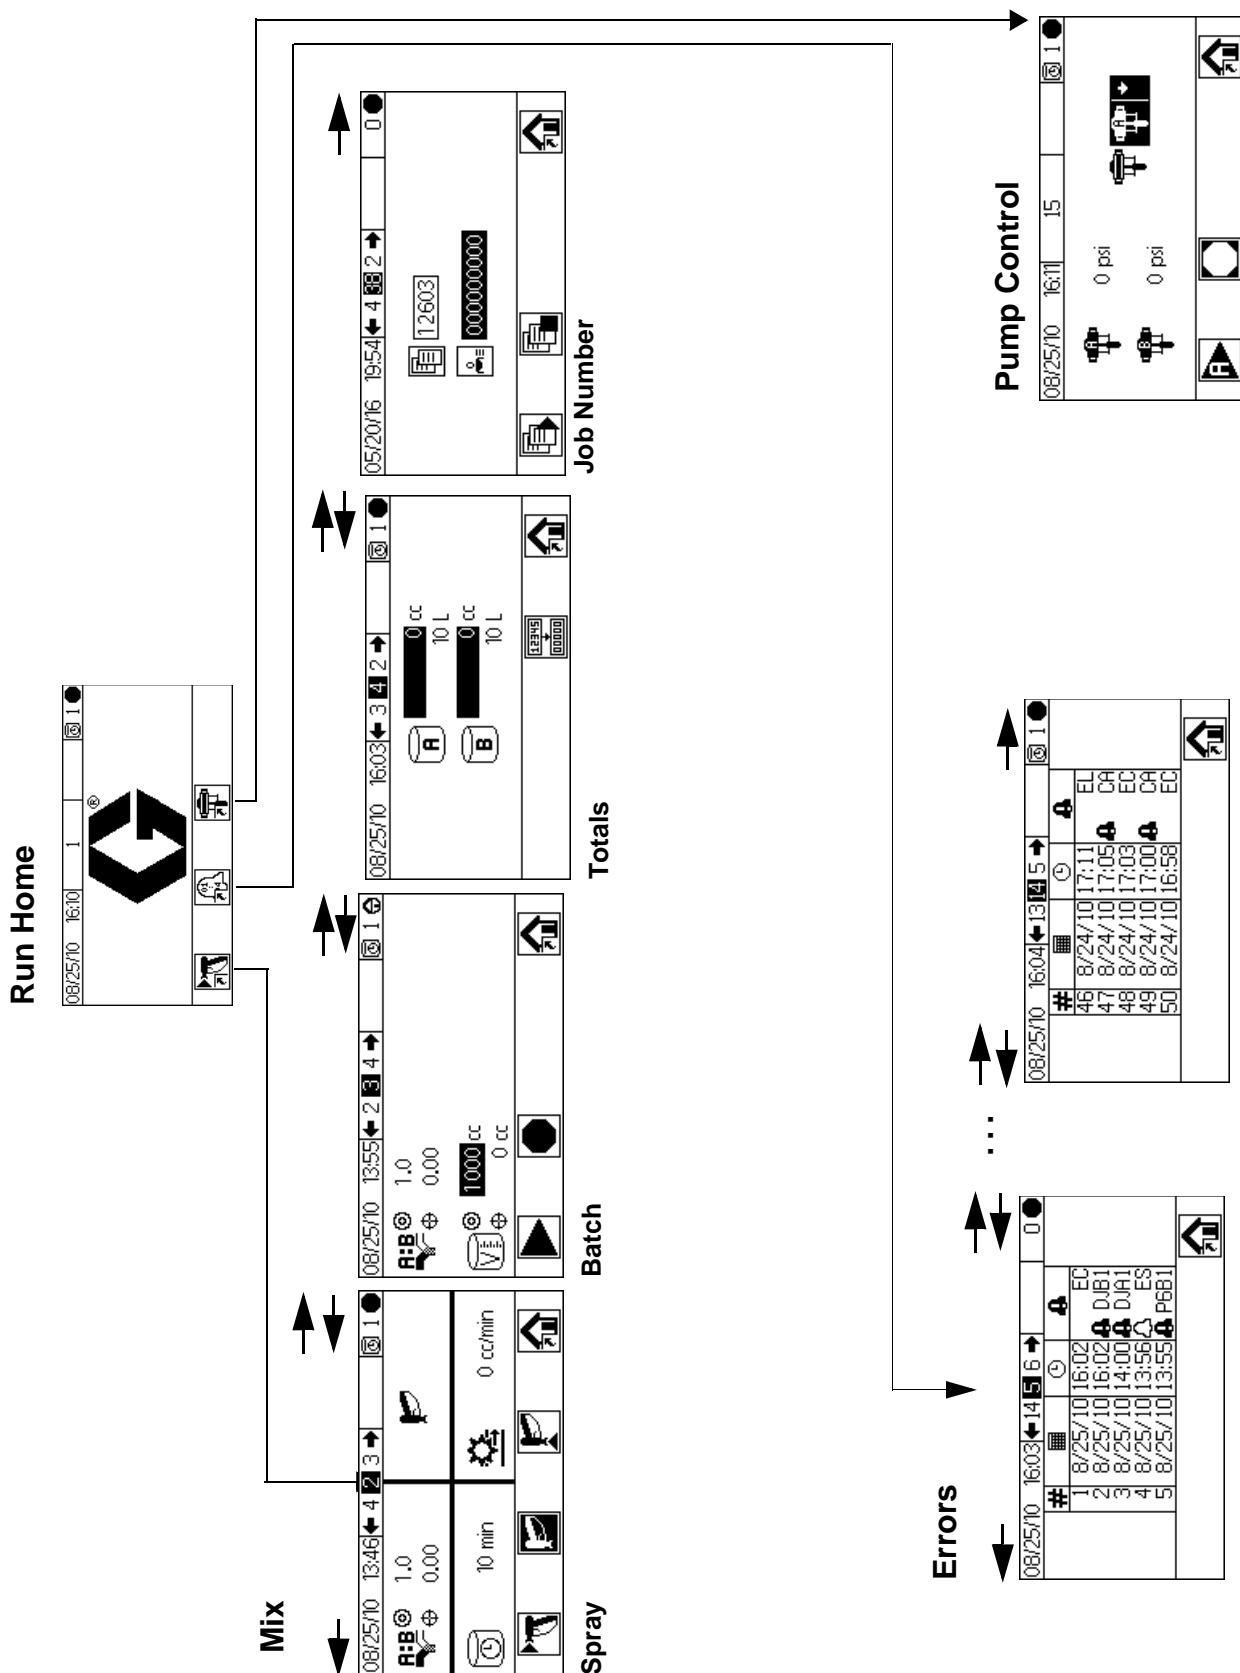 Run Home
08/25/10 16:10 1 1
®
Mix
08/25/10 13:46 4 2 3 1
A:B 1.0
0.00
10 min
0 cc/min
Spray
08/25/10 13:55 2 3 4 1
A:B 1.0
0.00
1000 cc
0 cc
Batch
08/25/10 16:03 3 4 2 1
A 0 cc
10 L
B 0 cc
10 L
12345
00000
Totals
05/20/16 19:54 4 38 2 0
12603
000000000
Job Number
Errors
08/25/10 16:03 14 5 6 0
#
1 8/25/10 16:02 EC
2 8/25/10 16:02 DJB1
3 8/25/10 14:00 DJA1
4 8/25/10 13:56 ES
5 8/25/10 13:55 P6B1
...
08/25/10 16:04 13 14 5 1
#
46 8/24/10 17:11 EL
47 8/24/10 17:05 CA
48 8/24/10 17:03 EC
49 8/24/10 17:00 CA
50 8/24/10 16:58 EC
Pump Control
08/25/10 16:11 15 1
A 0 psi
B 0 psi
A
A